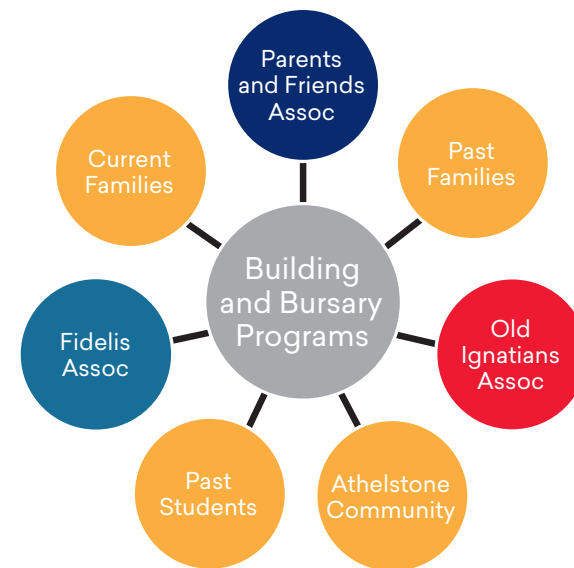 Parents
and Friends
Assoc
Current
Families
Past
Families
Building
and Bursary
Programs
Fidelis
Assoc
Old
Ignatians
Assoc
Past
Students
Athelstone
Community